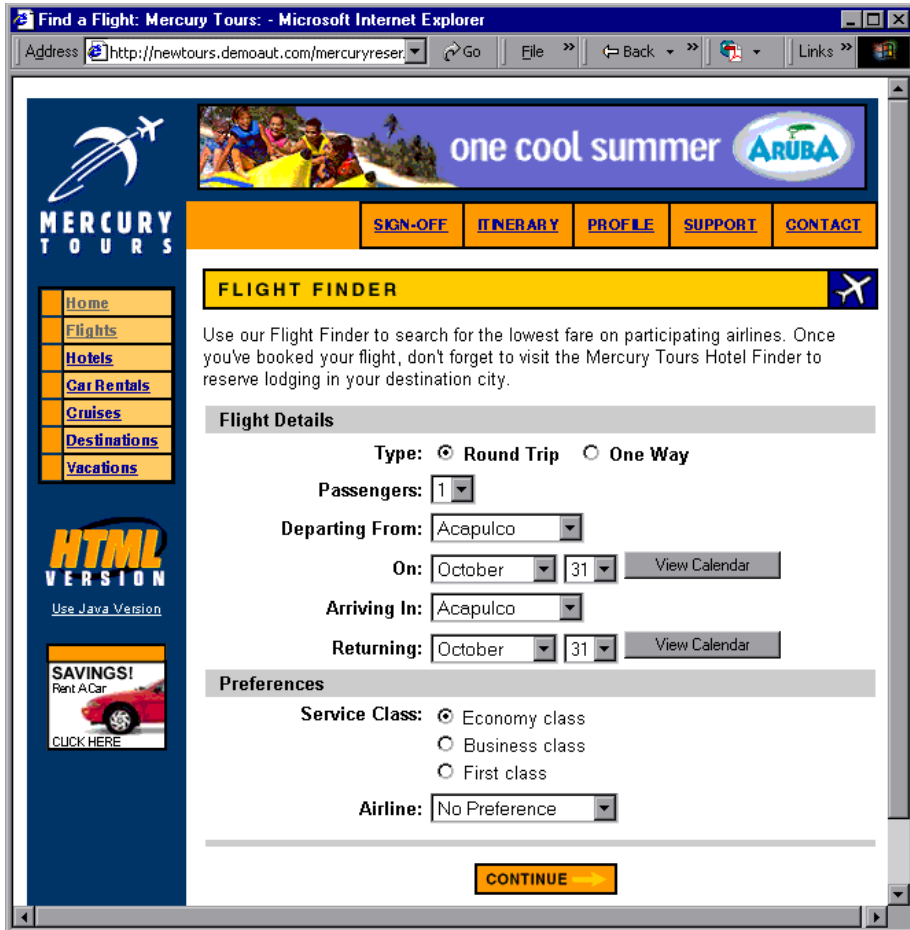 Find a Flight: Mercury Tours: - Microsoft Internet Explorer
Address http://newtours.demoaut.com/mercuryreser. Go File » Back » Links »
one cool summer ARUBA
MERCURY
TOURS
SIGN-OFF ITINERARY PROFILE SUPPORT CONTACT
Home
Flights
Hotels
Car Rentals
Cruises
Destinations
Vacations
HTML
VERSION
Use Java Version
SAVINGS!
Rent A Car
CLICK HERE
FLIGHT FINDER
Use our Flight Finder to search for the lowest fare on participating airlines. Once
you've booked your flight, don't forget to visit the Mercury Tours Hotel Finder to
reserve lodging in your destination city.
Flight Details
Type: Round Trip One Way
Passengers: 1
Departing From: Acapulco
On: October 31 View Calendar
Arriving In: Acapulco
Returning: October 31 View Calendar
Preferences
Service Class: Economy class
Business class
First class
Airline: No Preference
CONTINUE